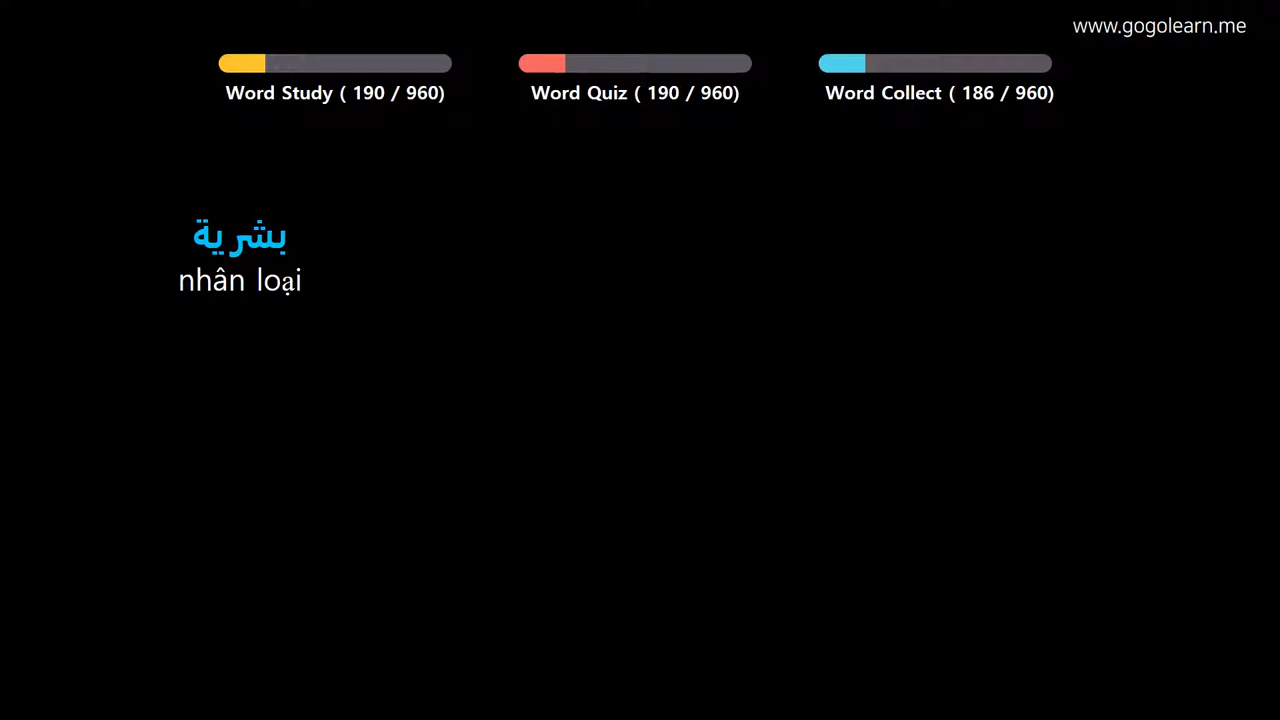 www.gogolearn.me
Word Study ( 190 / 960)
Word Quiz ( 190 / 960)
Word Collect ( 186 / 960)
بشرية
nhân loại